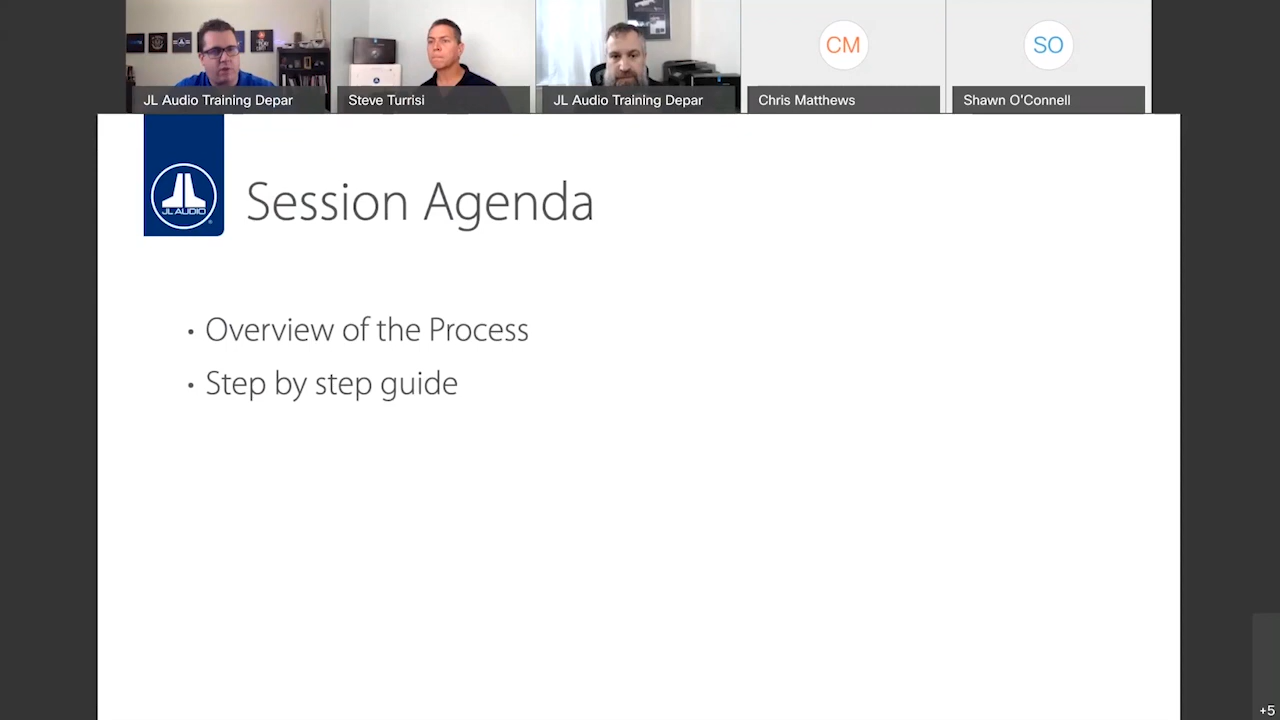 CM
SO
JL Audio Training Depar
Steve Turrisi
JL Audio Training Depar
Chris Matthews
Shawn O'Connell
JL AUDIO
®
Session Agenda
• Overview of the Process
• Step by step guide
+5